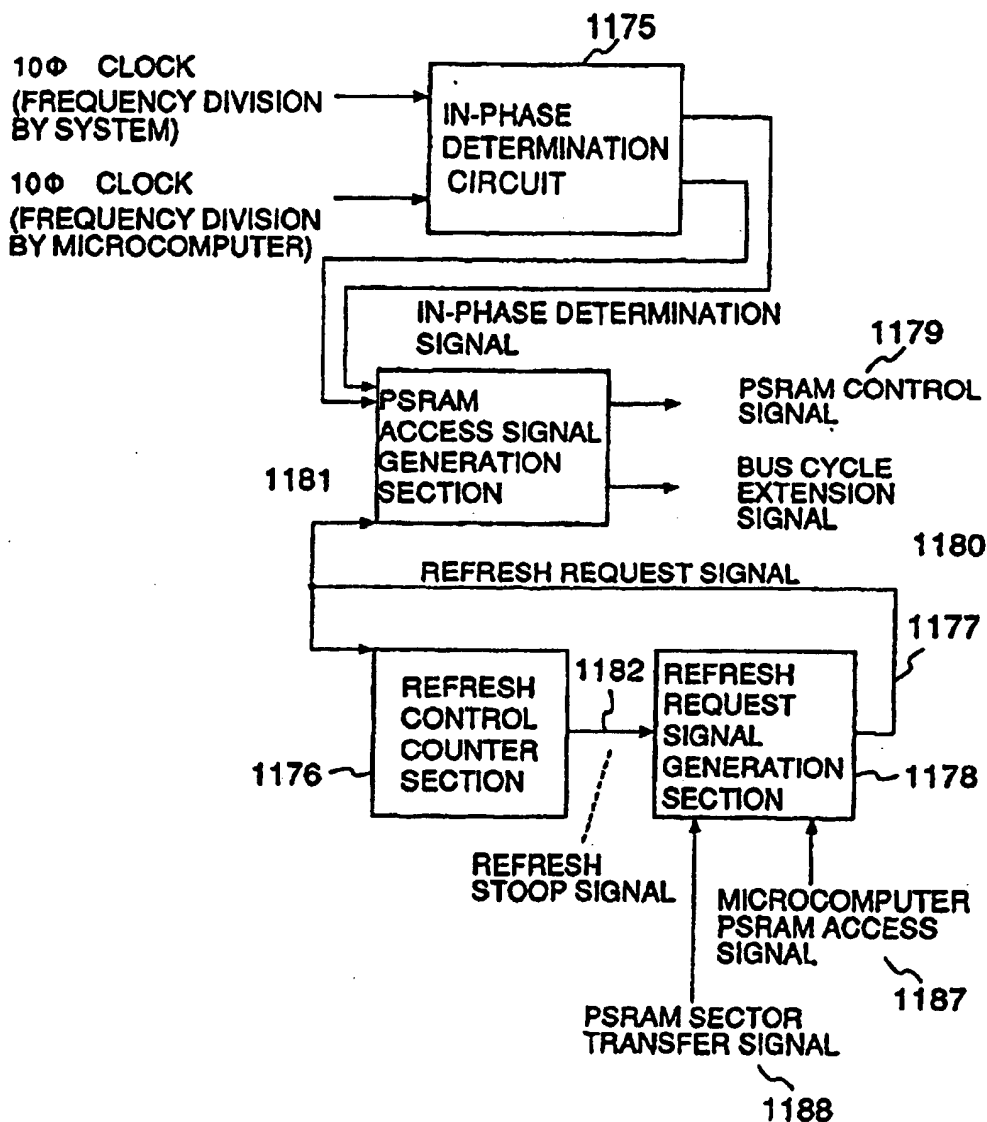 1175
10Φ CLOCK
(FREQUENCY DIVISION
BY SYSTEM)
IN-PHASE
DETERMINATION
CIRCUIT
10Φ CLOCK
(FREQUENCY DIVISION
BY MICROCOMPUTER)
IN-PHASE DETERMINATION
SIGNAL
1179
PSRAM
ACCESS SIGNAL
GENERATION
SECTION
PSRAM CONTROL
SIGNAL
1181
BUS CYCLE
EXTENSION
SIGNAL
1180
REFRESH REQUEST SIGNAL
1177
REFRESH
CONTROL
COUNTER
SECTION
1182
REFRESH
REQUEST
SIGNAL
GENERATION
SECTION
1176
1178
REFRESH
STOOP SIGNAL
MICROCOMPUTER
PSRAM ACCESS
SIGNAL
1187
PSRAM SECTOR
TRANSFER SIGNAL
1188